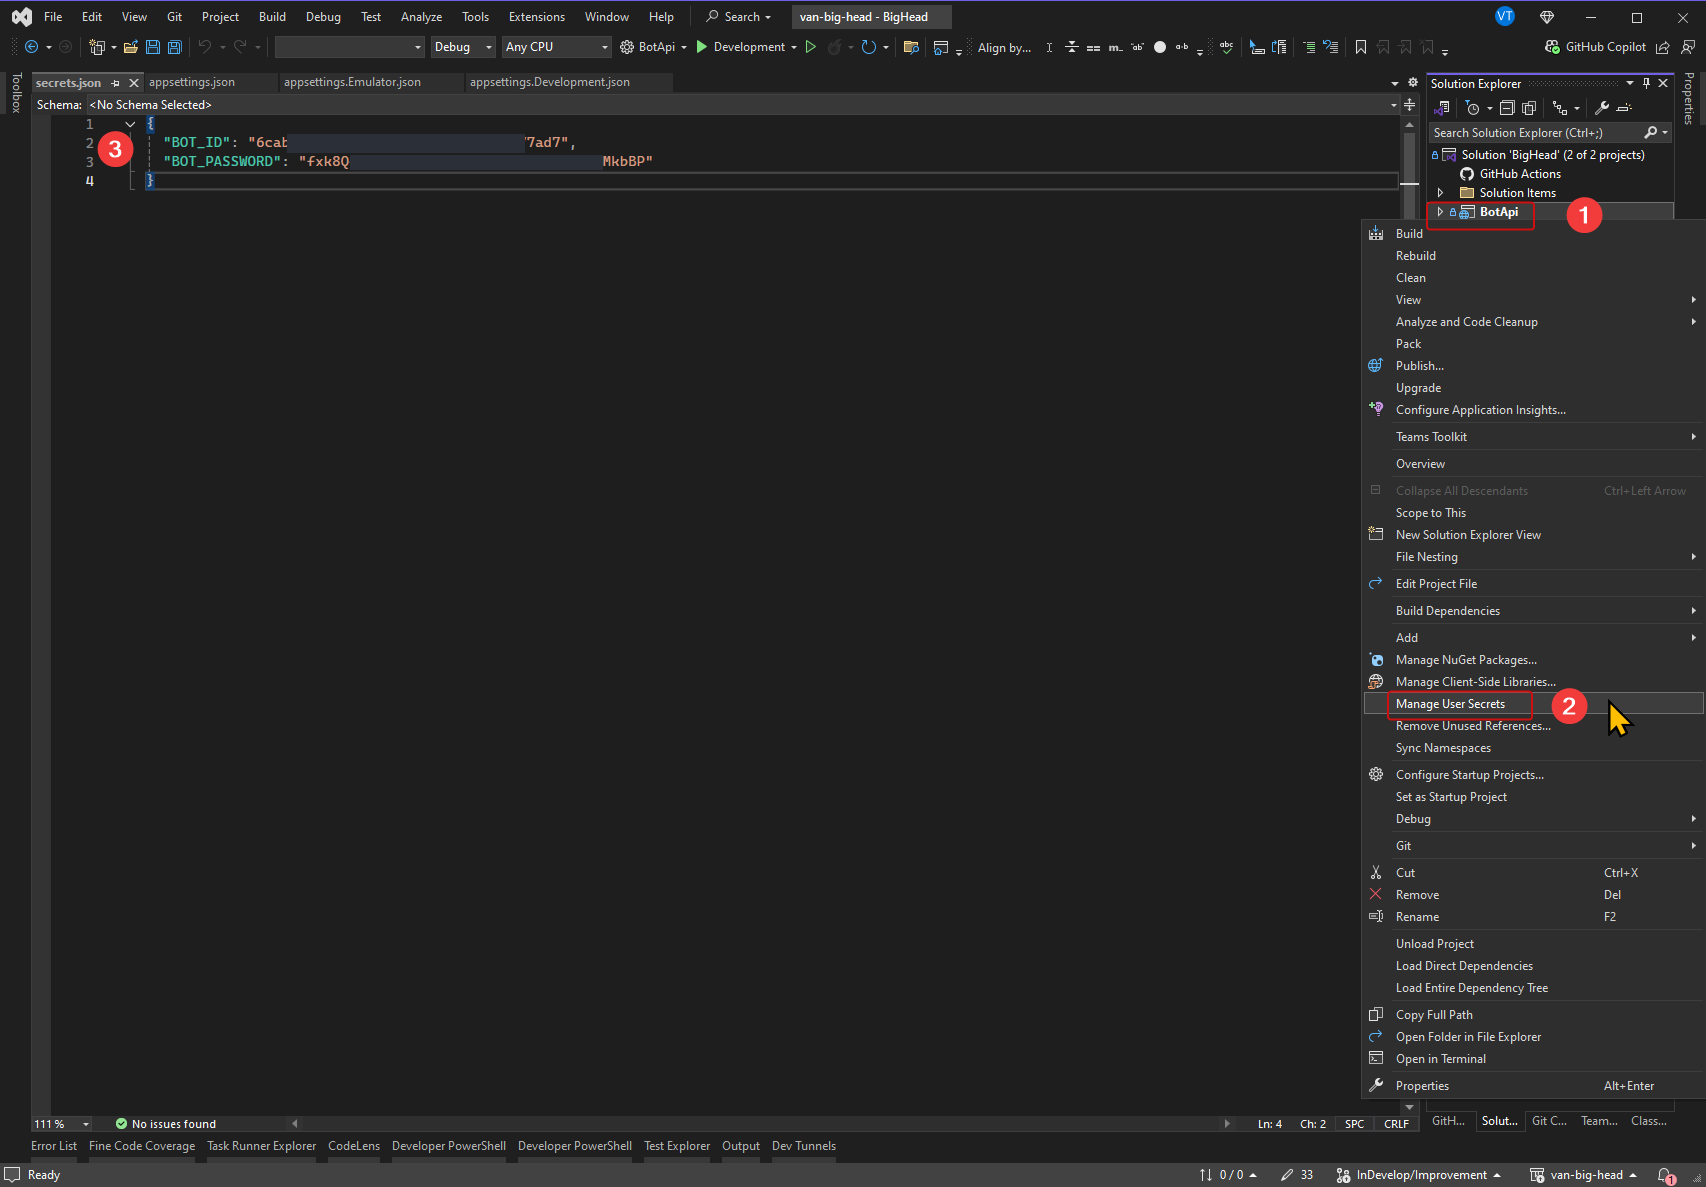 File Edit View Git Project Build Debug Test Analyze Tools Extensions Window Help Search van-big-head - BigHead VT
Debug Any CPU BotApi Development Align by... GitHub Copilot
Toolbox
secrets.json appsettings.json appsettings.Emulator.json appsettings.Development.json
Schema: <No Schema Selected>
1 {
2 "BOT_ID": "6cab 7ad7",
3 "BOT_PASSWORD": "fxk8Q MkbBP"
4 }
3
Solution Explorer
Properties
Search Solution Explorer (Ctrl+;)
Solution 'BigHead' (2 of 2 projects)
GitHub Actions
Solution Items
BotApi
1
Build
Rebuild
Clean
View
Analyze and Code Cleanup
Pack
Publish...
Upgrade
Configure Application Insights...
Teams Toolkit
Overview
Collapse All Descendants Ctrl+Left Arrow
Scope to This
New Solution Explorer View
File Nesting
Edit Project File
Build Dependencies
Add
Manage NuGet Packages...
Manage Client-Side Libraries...
Manage User Secrets
2
Remove Unused References...
Sync Namespaces
Configure Startup Projects...
Set as Startup Project
Debug
Git
Cut Ctrl+X
Remove Del
Rename F2
Unload Project
Load Direct Dependencies
Load Entire Dependency Tree
Copy Full Path
Open Folder in File Explorer
Open in Terminal
Properties Alt+Enter
111 % No issues found Ln: 4 Ch: 2 SPC CRLF
GitH... Solut... Git C... Team... Class...
Error List Fine Code Coverage Task Runner Explorer CodeLens Developer PowerShell Developer PowerShell Test Explorer Output Dev Tunnels
Ready 0 / 0 33 InDevelop/Improvement van-big-head 1